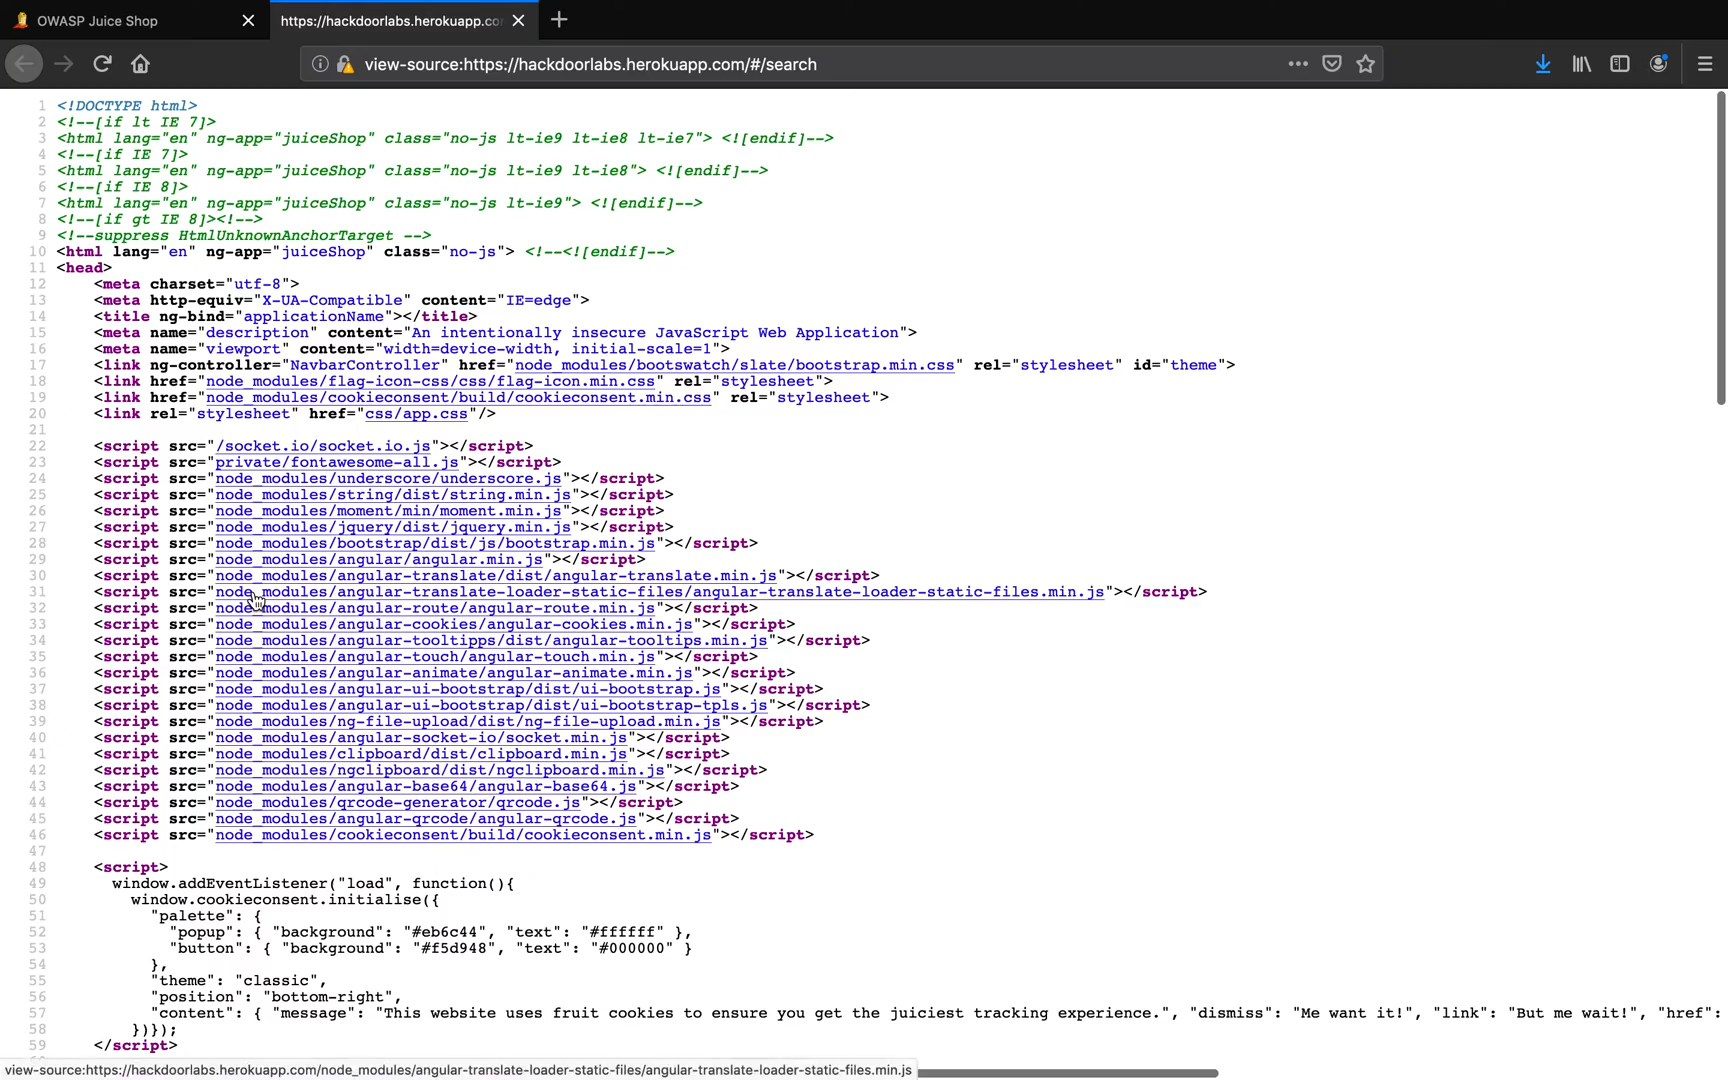 OWASP Juice Shop
https://hackdoorlabs.herokuapp.co
view-source:https://hackdoorlabs.herokuapp.com/#/search
1 <!DOCTYPE html>
2 <!--[if lt IE 7]>
3 <html lang="en" ng-app="juiceShop" class="no-js lt-ie9 lt-ie8 lt-ie7"> <![endif]-->
4 <!--[if IE 7]>
5 <html lang="en" ng-app="juiceShop" class="no-js lt-ie9 lt-ie8"> <![endif]-->
6 <!--[if IE 8]>
7 <html lang="en" ng-app="juiceShop" class="no-js lt-ie9"> <![endif]-->
8 <!--[if gt IE 8]><!-->
9 <!--suppress HtmlUnknownAnchorTarget -->
10 <html lang="en" ng-app="juiceShop" class="no-js"> <!--<![endif]-->
11 <head>
12 <meta charset="utf-8">
13 <meta http-equiv="X-UA-Compatible" content="IE=edge">
14 <title ng-bind="applicationName"></title>
15 <meta name="description" content="An intentionally insecure JavaScript Web Application">
16 <meta name="viewport" content="width=device-width, initial-scale=1">
17 <link ng-controller="NavbarController" href="node_modules/bootswatch/slate/bootstrap.min.css" rel="stylesheet" id="theme">
18 <link href="node_modules/flag-icon-css/css/flag-icon.min.css" rel="stylesheet">
19 <link href="node_modules/cookieconsent/build/cookieconsent.min.css" rel="stylesheet">
20 <link rel="stylesheet" href="css/app.css"/>
21
22 <script src="/socket.io/socket.io.js"></script>
23 <script src="private/fontawesome-all.js"></script>
24 <script src="node_modules/underscore/underscore.js"></script>
25 <script src="node_modules/string/dist/string.min.js"></script>
26 <script src="node_modules/moment/min/moment.min.js"></script>
27 <script src="node_modules/jquery/dist/jquery.min.js"></script>
28 <script src="node_modules/bootstrap/dist/js/bootstrap.min.js"></script>
29 <script src="node_modules/angular/angular.min.js"></script>
30 <script src="node_modules/angular-translate/dist/angular-translate.min.js"></script>
31 <script src="node_modules/angular-translate-loader-static-files/angular-translate-loader-static-files.min.js"></script>
32 <script src="node_modules/angular-route/angular-route.min.js"></script>
33 <script src="node_modules/angular-cookies/angular-cookies.min.js"></script>
34 <script src="node_modules/angular-tooltipps/dist/angular-tooltips.min.js"></script>
35 <script src="node_modules/angular-touch/angular-touch.min.js"></script>
36 <script src="node_modules/angular-animate/angular-animate.min.js"></script>
37 <script src="node_modules/angular-ui-bootstrap/dist/ui-bootstrap.js"></script>
38 <script src="node_modules/angular-ui-bootstrap/dist/ui-bootstrap-tpls.js"></script>
39 <script src="node_modules/ng-file-upload/dist/ng-file-upload.min.js"></script>
40 <script src="node_modules/angular-socket-io/socket.min.js"></script>
41 <script src="node_modules/clipboard/dist/clipboard.min.js"></script>
42 <script src="node_modules/ngclipboard/dist/ngclipboard.min.js"></script>
43 <script src="node_modules/angular-base64/angular-base64.js"></script>
44 <script src="node_modules/qrcode-generator/qrcode.js"></script>
45 <script src="node_modules/angular-qrcode/angular-qrcode.js"></script>
46 <script src="node_modules/cookieconsent/build/cookieconsent.min.js"></script>
47
48 <script>
49 window.addEventListener("load", function(){
50 window.cookieconsent.initialise({
51 "palette": {
52 "popup": { "background": "#eb6c44", "text": "#ffffff" },
53 "button": { "background": "#f5d948", "text": "#000000" }
54 },
55 "theme": "classic",
56 "position": "bottom-right",
57 "content": { "message": "This website uses fruit cookies to ensure you get the juiciest tracking experience.", "dismiss": "Me want it!", "link": "But me wait!", "href":
58 })});
59 </script>
view-source:https://hackdoorlabs.herokuapp.com/node_modules/angular-translate-loader-static-files/angular-translate-loader-static-files.min.js